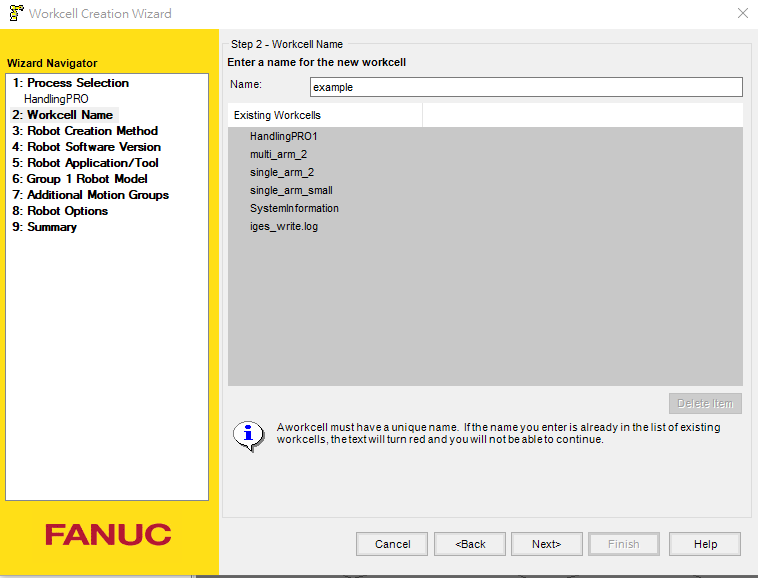 Workcell Creation Wizard
Wizard Navigator
1: Process Selection
HandlingPRO
2: Workcell Name
3: Robot Creation Method
4: Robot Software Version
5: Robot Application/Tool
6: Group 1 Robot Model
7: Additional Motion Groups
8: Robot Options
9: Summary
FANUC
Step 2 - Workcell Name
Enter a name for the new workcell
Name: example
Existing Workcells
HandlingPRO1
multi_arm_2
single_arm_2
single_arm_small
SystemInformation
iges_write.log
Delete Item
A workcell must have a unique name. If the name you enter is already in the list of existing
workcells, the text will turn red and you will not be able to continue.
Cancel <Back Next> Finish Help